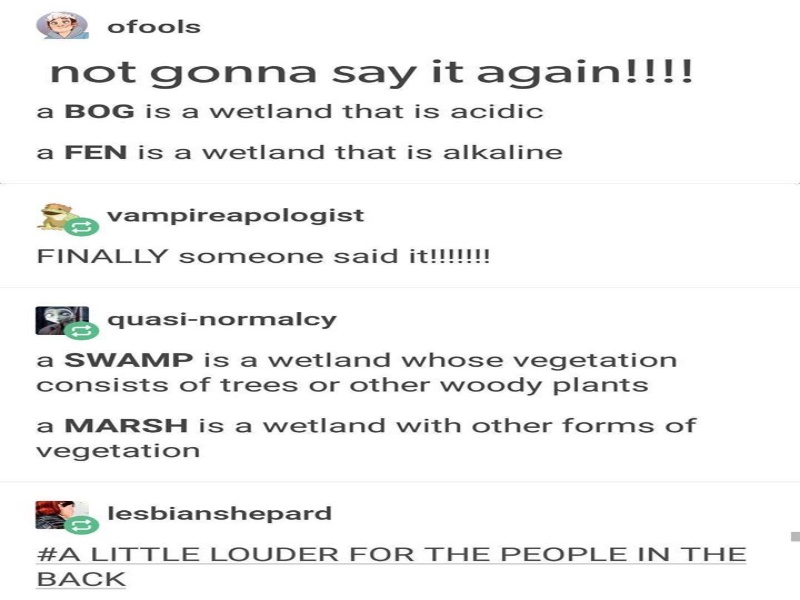 ofools
not gonna say it again!!!!
a BOG is a wetland that is acidic
a FEN is a wetland that is alkaline
vampireapologist
FINALLY someone said it!!!!!!!
quasi-normalcy
a SWAMP is a wetland whose vegetation
consists of trees or other woody plants
a MARSH is a wetland with other forms of
vegetation
lesbianshepard
#A LITTLE LOUDER FOR THE PEOPLE IN THE
BACK